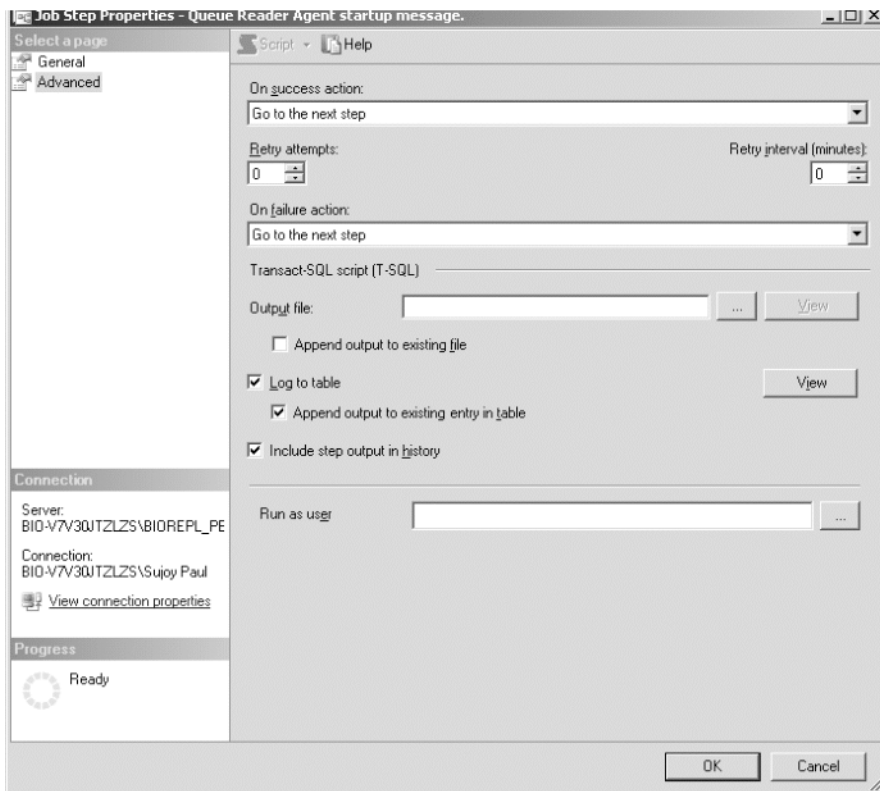 Job Step Properties - Queue Reader Agent startup message.
Select a page
General
Advanced
Script
Help
On success action:
Go to the next step
Retry attempts:
Retry interval (minutes):
0
0
On failure action:
Go to the next step
Transact-SQL script (T-SQL)
Output file:
...
View
Append output to existing file
Log to table
View
Append output to existing entry in table
Include step output in history
Run as user
...
Connection
Server:
BIO-V7V30JTZLZS\BIOREPL_PE
Connection:
BIO-V7V30JTZLZS\Sujoy Paul
View connection properties
Progress
Ready
OK
Cancel